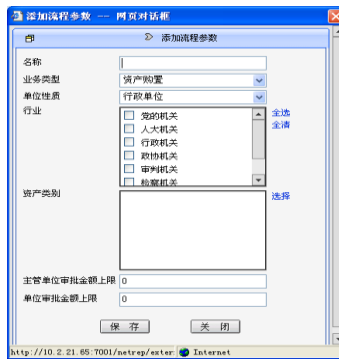 添加流程参数 -- 网页对话框
添加流程参数
名称
业务类型 资产购置
单位性质 行政单位
行业
党的机关
人大机关
行政机关
政协机关
审判机关
检察机关
全选
全清
资产类别
选择
主管单位审批金额上限 0
单位审批金额上限 0
保 存 关 闭
http://10.2.21.65:7001/netrep/exter Internet